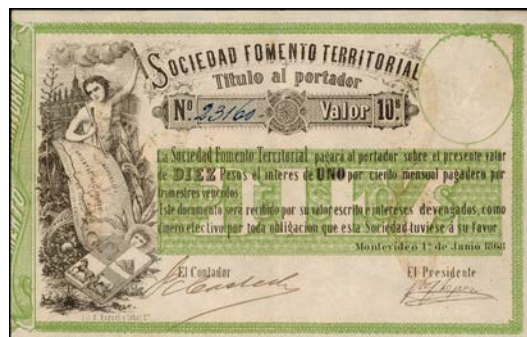 SOCIEDAD FOMENTO TERRITORIAL
Titulo al portador
Nº 23160 Valor 10$
La Sociedad Fomento Territorial pagará al portador sobre el presente valor
de DIEZ Pesos el interes de UNO por ciento mensual pagadero por
trimestres vencidos
Este documento será recibido por su valor escrito e intereses devengados, como
dinero efectivo por toda obligacion que esta Sociedad tuviese á su favor
Montevideo 1º de Junio 1868
El Contador El Presidente